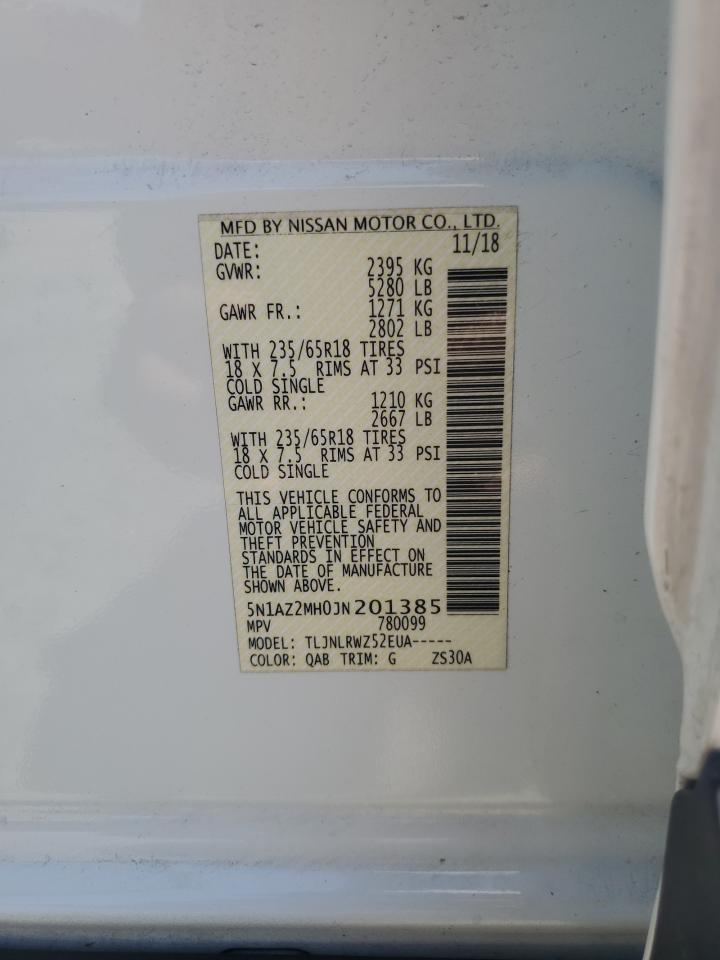 MFD BY NISSAN MOTOR CO., LTD.
DATE: 11/18
GVWR: 2395 KG
5280 LB
GAWR FR.: 1271 KG
2802 LB
WITH 235/65R18 TIRES
18 X 7.5 RIMS AT 33 PSI
COLD SINGLE
GAWR RR.: 1210 KG
2667 LB
WITH 235/65R18 TIRES
18 X 7.5 RIMS AT 33 PSI
COLD SINGLE
THIS VEHICLE CONFORMS TO
ALL APPLICABLE FEDERAL
MOTOR VEHICLE SAFETY AND
THEFT PREVENTION
STANDARDS IN EFFECT ON
THE DATE OF MANUFACTURE
SHOWN ABOVE.
5N1AZ2MH0JN201385
MPV 780099
MODEL: TLJNLRWZ52EUA-----
COLOR: QAB TRIM: G ZS30A